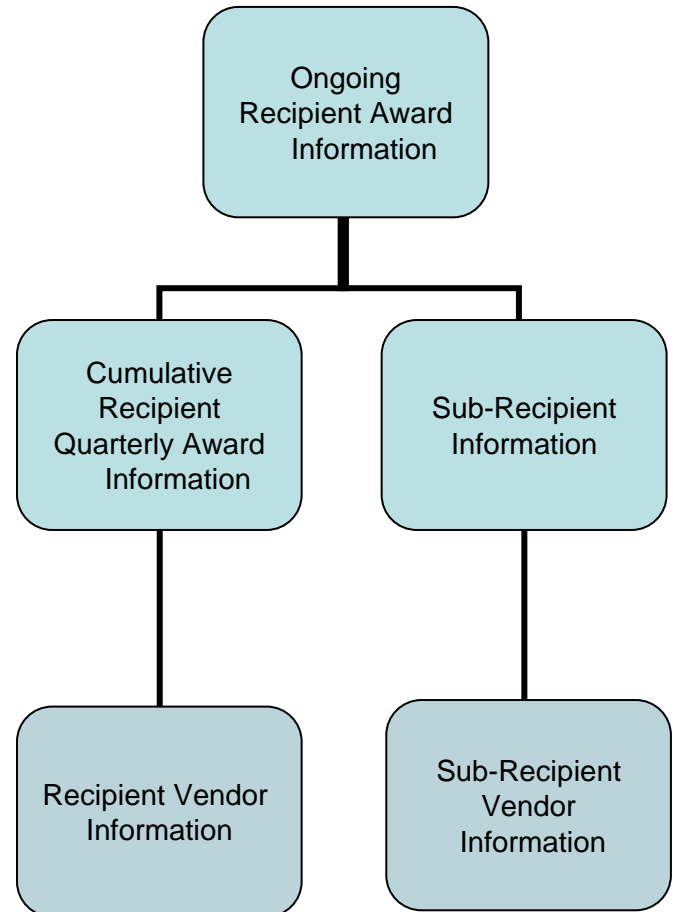 Ongoing
Recipient Award
Information
Cumulative
Recipient
Quarterly Award
Information
Sub-Recipient
Information
Recipient Vendor
Information
Sub-Recipient
Vendor
Information